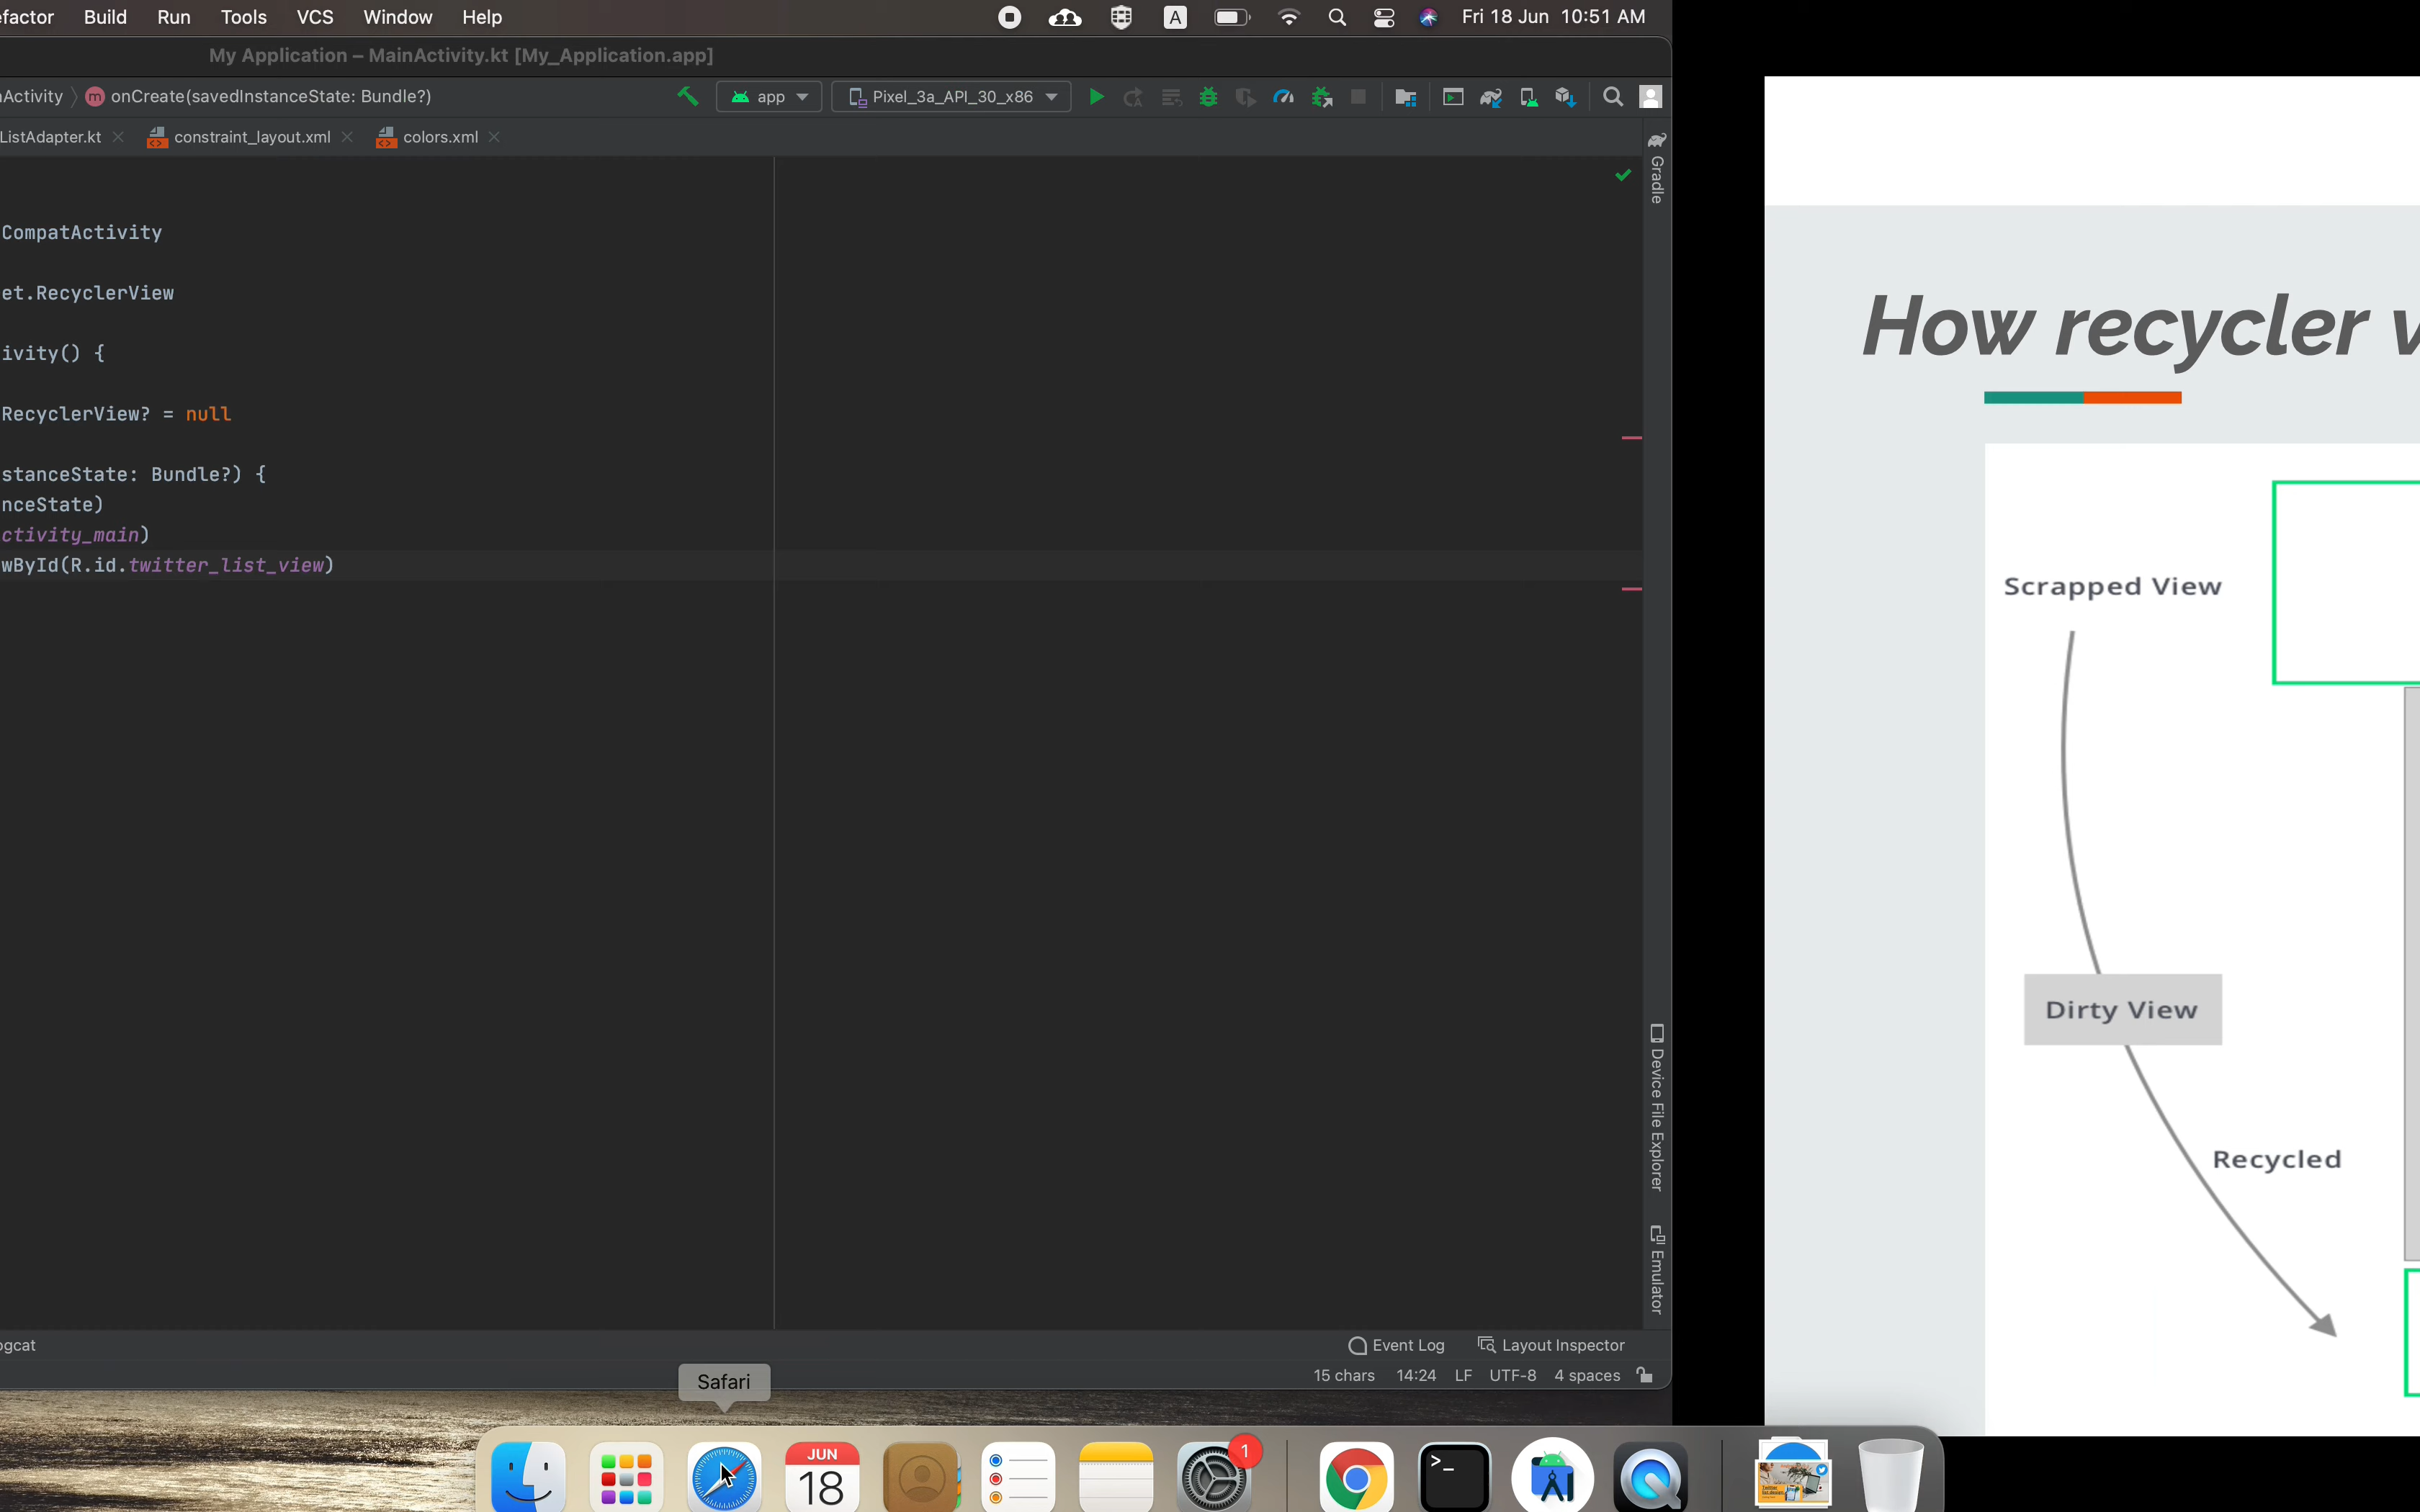 efactor Build Run Tools VCS Window Help A Fri 18 Jun 10:51 AM
My Application – MainActivity.kt [My_Application.app]
Activity m onCreate(savedInstanceState: Bundle?) app Pixel_3a_API_30_x86
ListAdapter.kt constraint_layout.xml colors.xml
Gradle
CompatActivity
et.RecyclerView
ivity() {
RecyclerView? = null
stanceState: Bundle?) {
nceState)
ctivity_main)
wById(R.id.twitter_list_view)
Device File Explorer
Emulator
ogcat
Event Log Layout Inspector
15 chars 14:24 LF UTF-8 4 spaces
Safari
JUN
18
1
>_
How recycler v
Scrapped View
Dirty View
Recycled